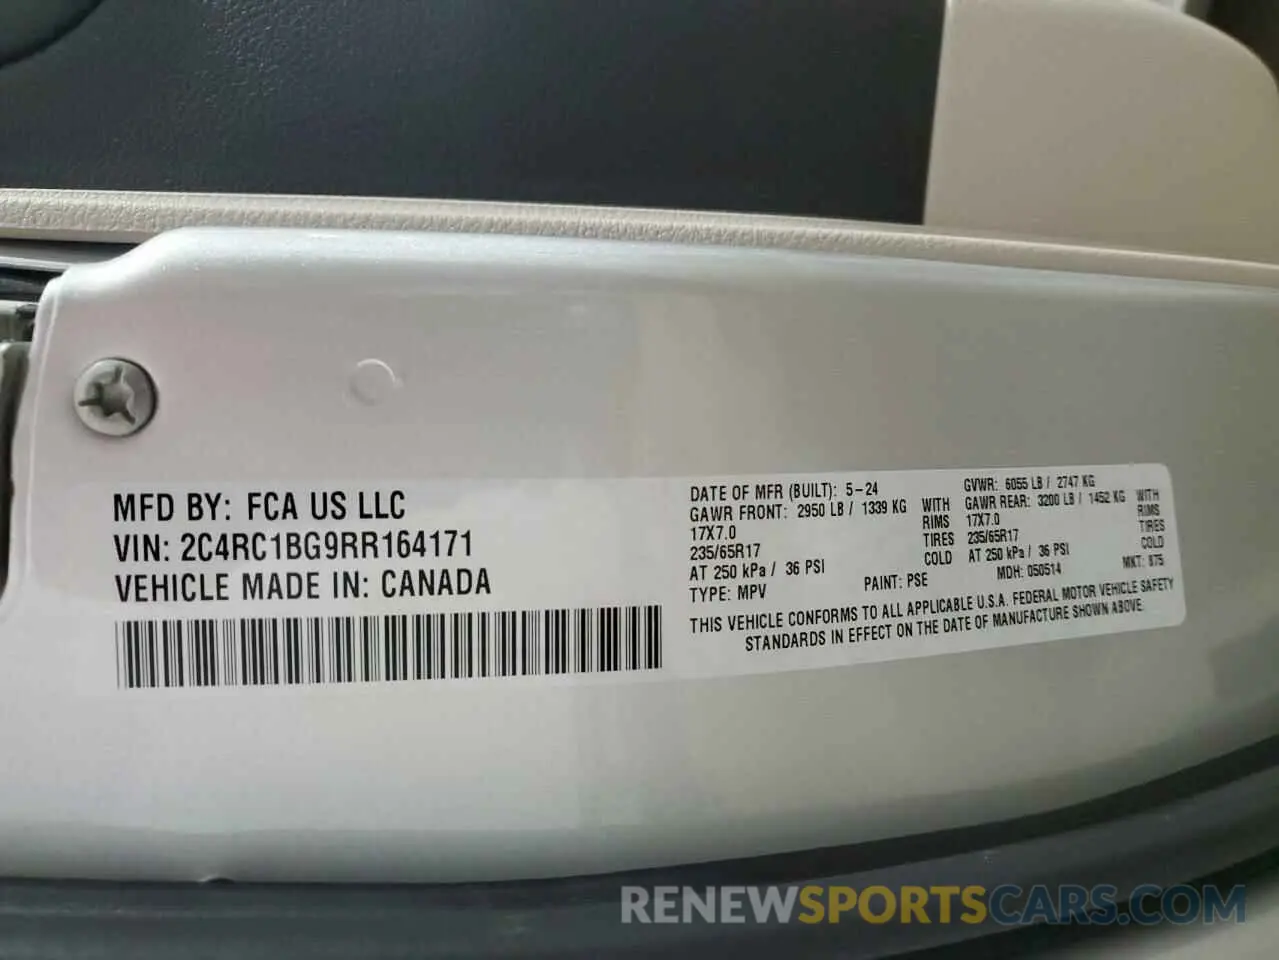 MFD BY: FCA US LLC
VIN: 2C4RC1BG9RR164171
VEHICLE MADE IN: CANADA
DATE OF MFR (BUILT): 5-24
GVWR: 6055 LB / 2747 KG
GAWR FRONT: 2950 LB / 1339 KG WITH
17X7.0 RIMS
235/65R17 TIRES
AT 250 kPa / 36 PSI COLD
GAWR REAR: 3200 LB / 1452 KG WITH
17X7.0 RIMS
235/65R17 TIRES
AT 250 kPa / 36 PSI COLD
TYPE: MPV PAINT: PSE MDH: 050514 MKT: 875
THIS VEHICLE CONFORMS TO ALL APPLICABLE U.S.A. FEDERAL MOTOR VEHICLE SAFETY
STANDARDS IN EFFECT ON THE DATE OF MANUFACTURE SHOWN ABOVE.
RENEWSPORTSCARS.COM